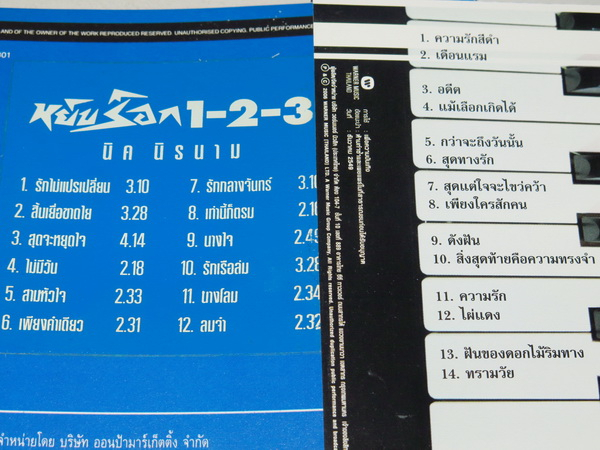 AND OF THE OWNER OF THE WORK REPRODUCED RESERVED. UNAUTHORISED COPYING, PUBLIC PERFORMANCE
001
หยิบร็อค 1-2-3
นิค นิรนาม
1. รักไม่แปรเปลี่ยน 3.10
2. สิ้นเยื่อขาดใย 3.28
3. สุดจะหยุดใจ 4.14
4. ไม่มีวัน 2.18
5. สามหัวใจ 2.33
6. เพียงคำเดียว 2.31
7. รักกลางจันทร์
8. เท่านี้ก็ตรม
9. นางใจ
10. รักเรือล่ม
11. นางโลม 2.34
12. ลมจ๋า 2.32
จำหน่ายโดย บริษัท ออนป้ามาร์เก็ตติ้ง จำกัด
WARNER MUSIC
THAILAND
1. ความรักสีดำ
2. เดือนแรม
3. อดีต
4. แม้เลือกเกิดได้
5. กว่าจะถึงวันนั้น
6. สุดทางรัก
7. สุดแต่ใจจะไขว่คว้า
8. เพียงใครสักคน
9. ดังฝัน
10. สิ่งสุดท้ายคือความทรงจำ
11. ความรัก
12. ไผ่แดง
13. ฝันของดอกไม้ริมทาง
14. ทรามวัย